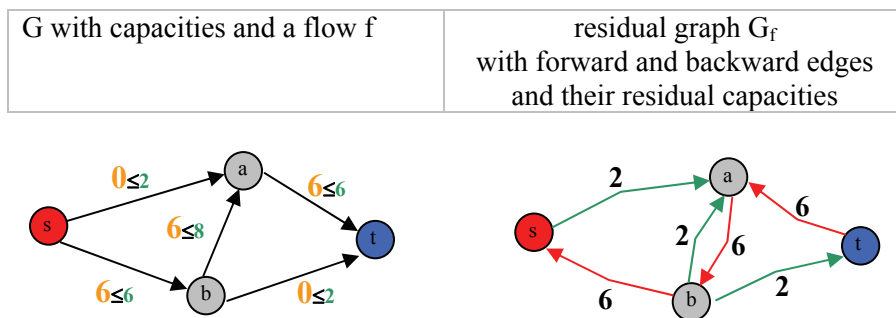 G with capacities and a flow f
residual graph Gf
with forward and backward edges
and their residual capacities
0≤2
a
6≤6
s
6≤8
t
6≤6
b
0≤2
2
a
6
s
2
6
t
6
b
2